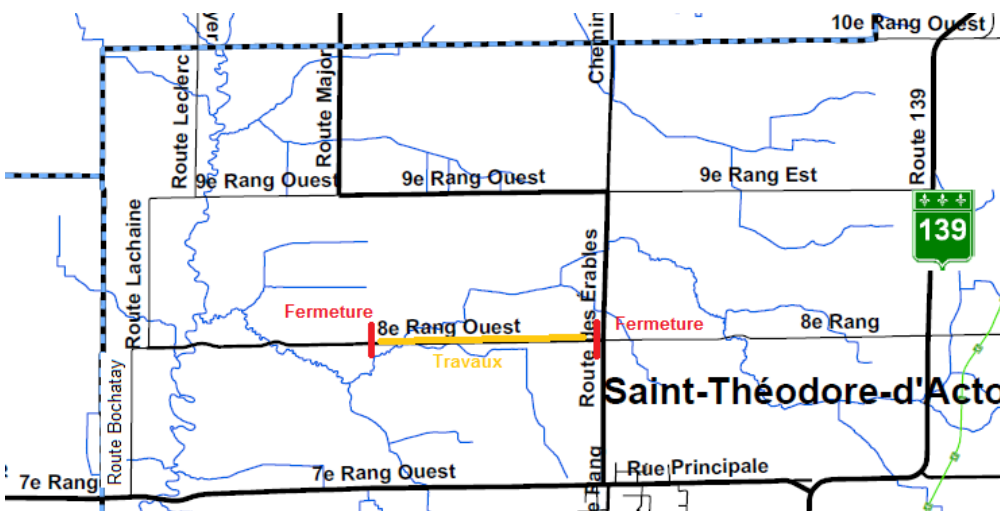 10e Rang Ouest
Route Leclerc
Route Major
Chemin
Route 139
9e Rang Ouest
9e Rang Ouest
9e Rang Est
139
Route Lachaine
Route des Érables
Fermeture
8e Rang Ouest
Fermeture
8e Rang
Travaux
Saint-Théodore-d'Acto
Route Bochatay
7e Rang
7e Rang Ouest
Rue Principale
e Rang